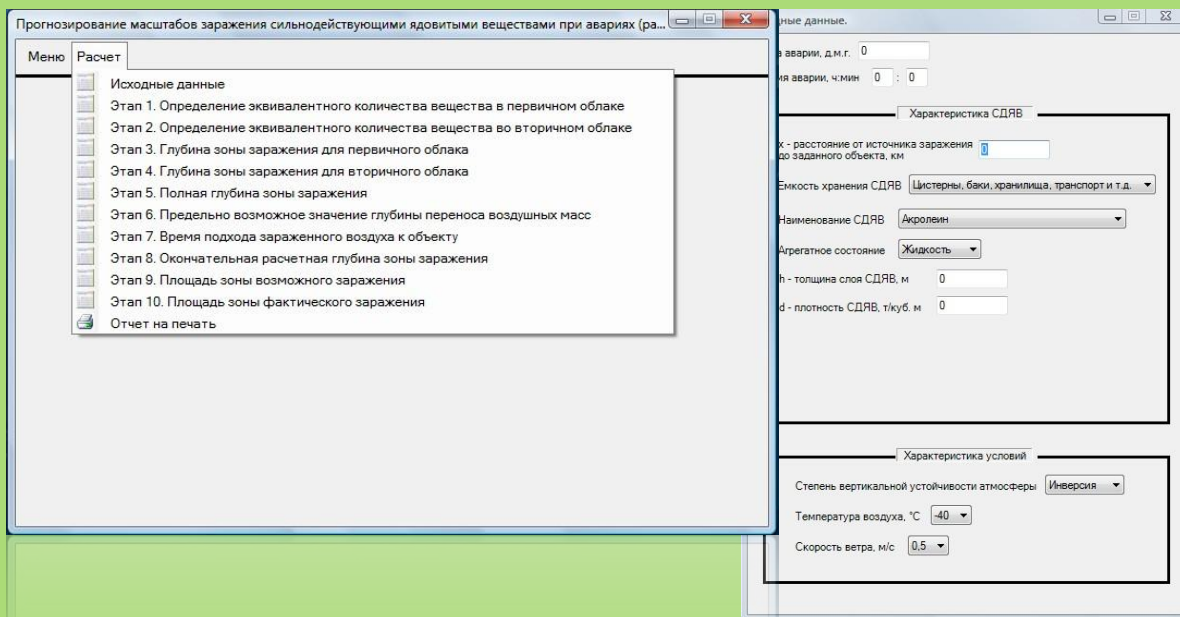 Прогнозирование масштабов заражения сильнодействующими ядовитыми веществами при авариях (ра...
Меню Расчет
Исходные данные
Этап 1. Определение эквивалентного количества вещества в первичном облаке
Этап 2. Определение эквивалентного количества вещества во вторичном облаке
Этап 3. Глубина зоны заражения для первичного облака
Этап 4. Глубина зоны заражения для вторичного облака
Этап 5. Полная глубина зоны заражения
Этап 6. Предельно возможное значение глубины переноса воздушных масс
Этап 7. Время подхода зараженного воздуха к объекту
Этап 8. Окончательная расчетная глубина зоны заражения
Этап 9. Площадь зоны возможного заражения
Этап 10. Площадь зоны фактического заражения
Отчет на печать
данные.
аварии, д.м.г. 0
аварии, ч:мин 0 : 0
Характеристика СДЯВ
x - расстояние от источника заражения
до заданного объекта, км 0
Емкость хранения СДЯВ Цистерны, баки, хранилища, транспорт и т.д.
Наименование СДЯВ Акролеин
Агрегатное состояние Жидкость
h - толщина слоя СДЯВ, м 0
d - плотность СДЯВ, т/куб. м 0
Характеристика условий
Степень вертикальной устойчивости атмосферы Инверсия
Температура воздуха, °C -40
Скорость ветра, м/с 0,5